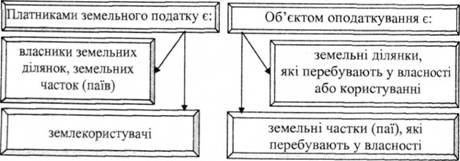 Платниками земельного податку є:
власники земельних
ділянок, земельних
часток (паїв)
землекористувачі
Об’єктом оподаткування є:
земельні ділянки,
які перебувають у власності
або користуванні
земельні частки (паї), які
перебувають у власності